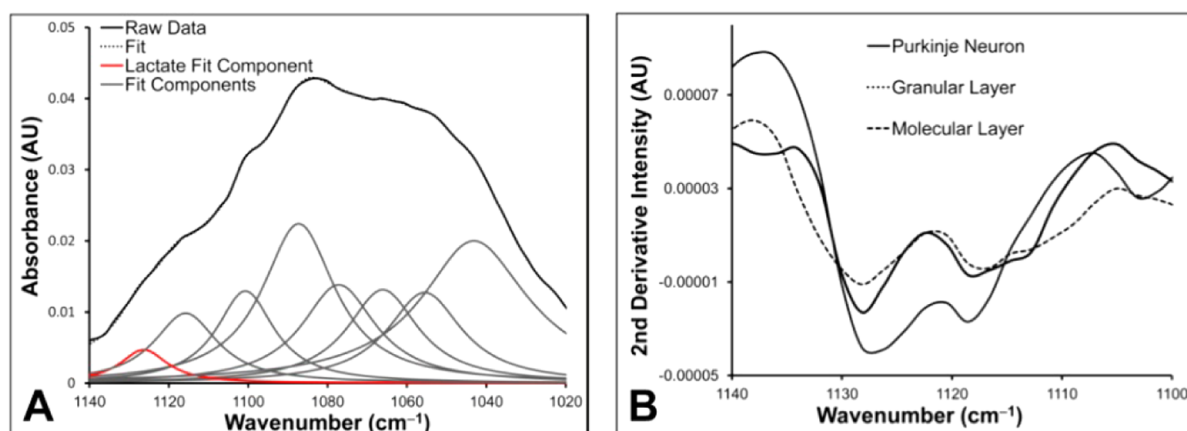 0.05
0.04
0.03
0.02
0.01
0
Absorbance (AU)
Raw Data
Fit
Lactate Fit Component
Fit Components
1140
1120
1100
1080
1060
1040
1020
Wavenumber (cm⁻¹)
A
0.00007
0.00003
-0.00001
-0.00005
2nd Derivative Intensity (AU)
Purkinje Neuron
Granular Layer
Molecular Layer
1140
1130
1120
1110
1100
Wavenumber (cm⁻¹)
B